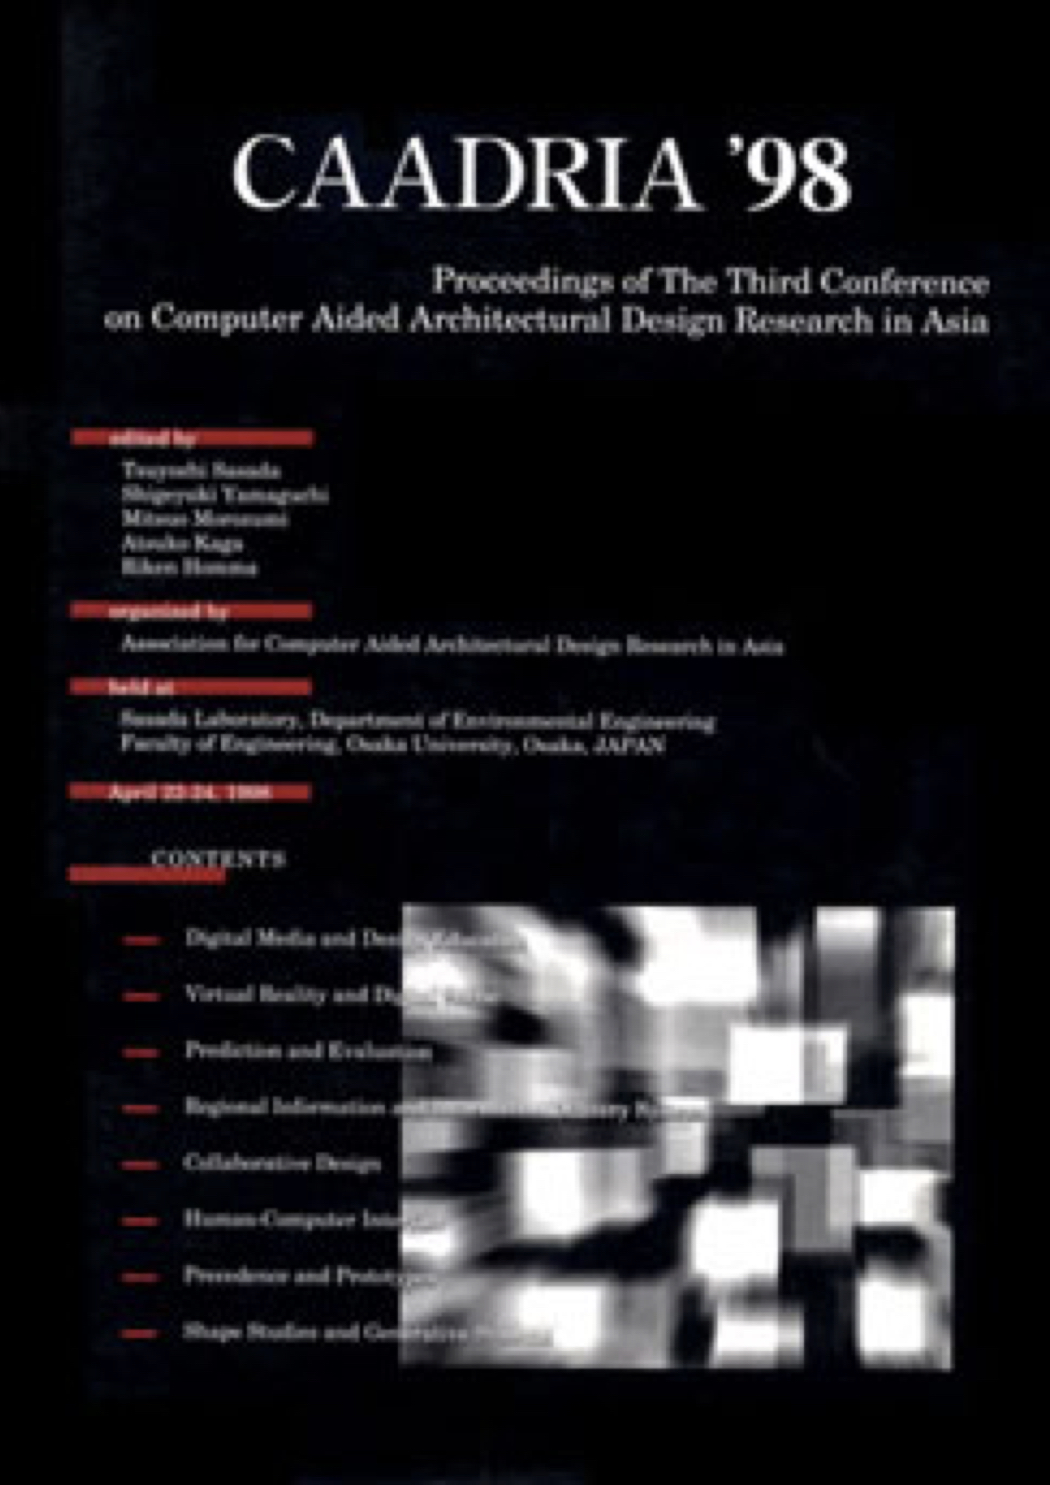 CAADRIA ’98
Proceedings of The Third Conference
on Computer Aided Architectural Design Research in Asia
edited by
Tsuyoshi Sasada
Shigeyuki Yamaguchi
Mitsuo Morozumi
Atsuko Kaga
Riken Homma
organized by
Association for Computer Aided Architectural Design Research in Asia
held at
Sasada Laboratory, Department of Environmental Engineering
Faculty of Engineering, Osaka University, Osaka, JAPAN
April 22-24, 1998
CONTENTS
Digital Media and Design Education
Virtual Reality and
Prediction and Evaluation
Regional Information
Collaborative Design
Human-Computer
Precedence and Prototypes
Shape Studies and Generative